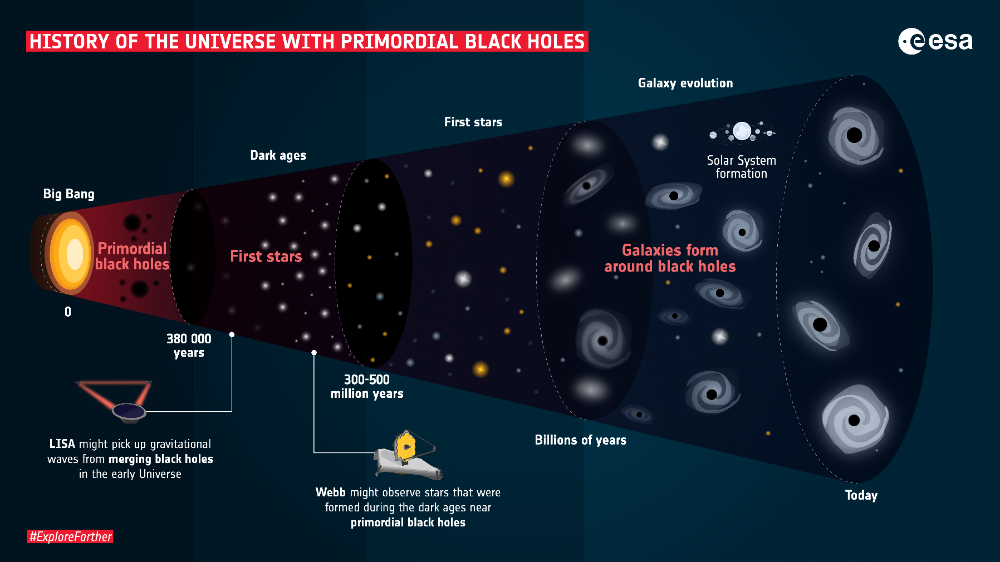 HISTORY OF THE UNIVERSE WITH PRIMORDIAL BLACK HOLES
esa
Galaxy evolution
First stars
Dark ages
Big Bang
Solar System
formation
Primordial
black holes
First stars
Galaxies form
around black holes
0
380 000
years
300-500
million years
Billions of years
Today
LISA might pick up gravitational
waves from merging black holes
in the early Universe
Webb might observe stars that were
formed during the dark ages near
primordial black holes
#ExploreFarther